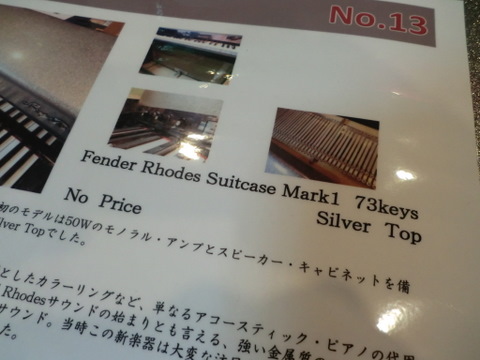 No.13
Fender Rhodes Suitcase Mark1 73keys
Silver Top
No Price
初のモデルは50Wのモノラル・アンプとスピーカー・キャビネットを備
lver Topでした。
としたカラーリングなど、単なるアコースティック・ピアノの代用
Rhodesサウンドの始まりとも言える、強い金属質
サウンド。当時この新楽器は大変な
た。